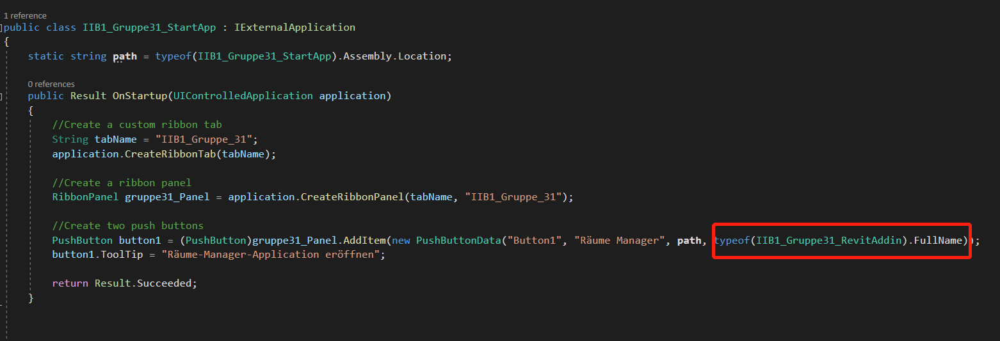 1 reference
public class IIB1_Gruppe31_StartApp : IExternalApplication
{
static string path = typeof(IIB1_Gruppe31_StartApp).Assembly.Location;
0 references
public Result OnStartup(UIControlledApplication application)
{
//Create a custom ribbon tab
String tabName = "IIB1_Gruppe_31";
application.CreateRibbonTab(tabName);
//Create a ribbon panel
RibbonPanel gruppe31_Panel = application.CreateRibbonPanel(tabName, "IIB1_Gruppe_31");
//Create two push buttons
PushButton button1 = (PushButton)gruppe31_Panel.AddItem(new PushButtonData("Button1", "Räume Manager", path, typeof(IIB1_Gruppe31_RevitAddin).FullName));
button1.ToolTip = "Räume-Manager-Application eröffnen";
return Result.Succeeded;
}